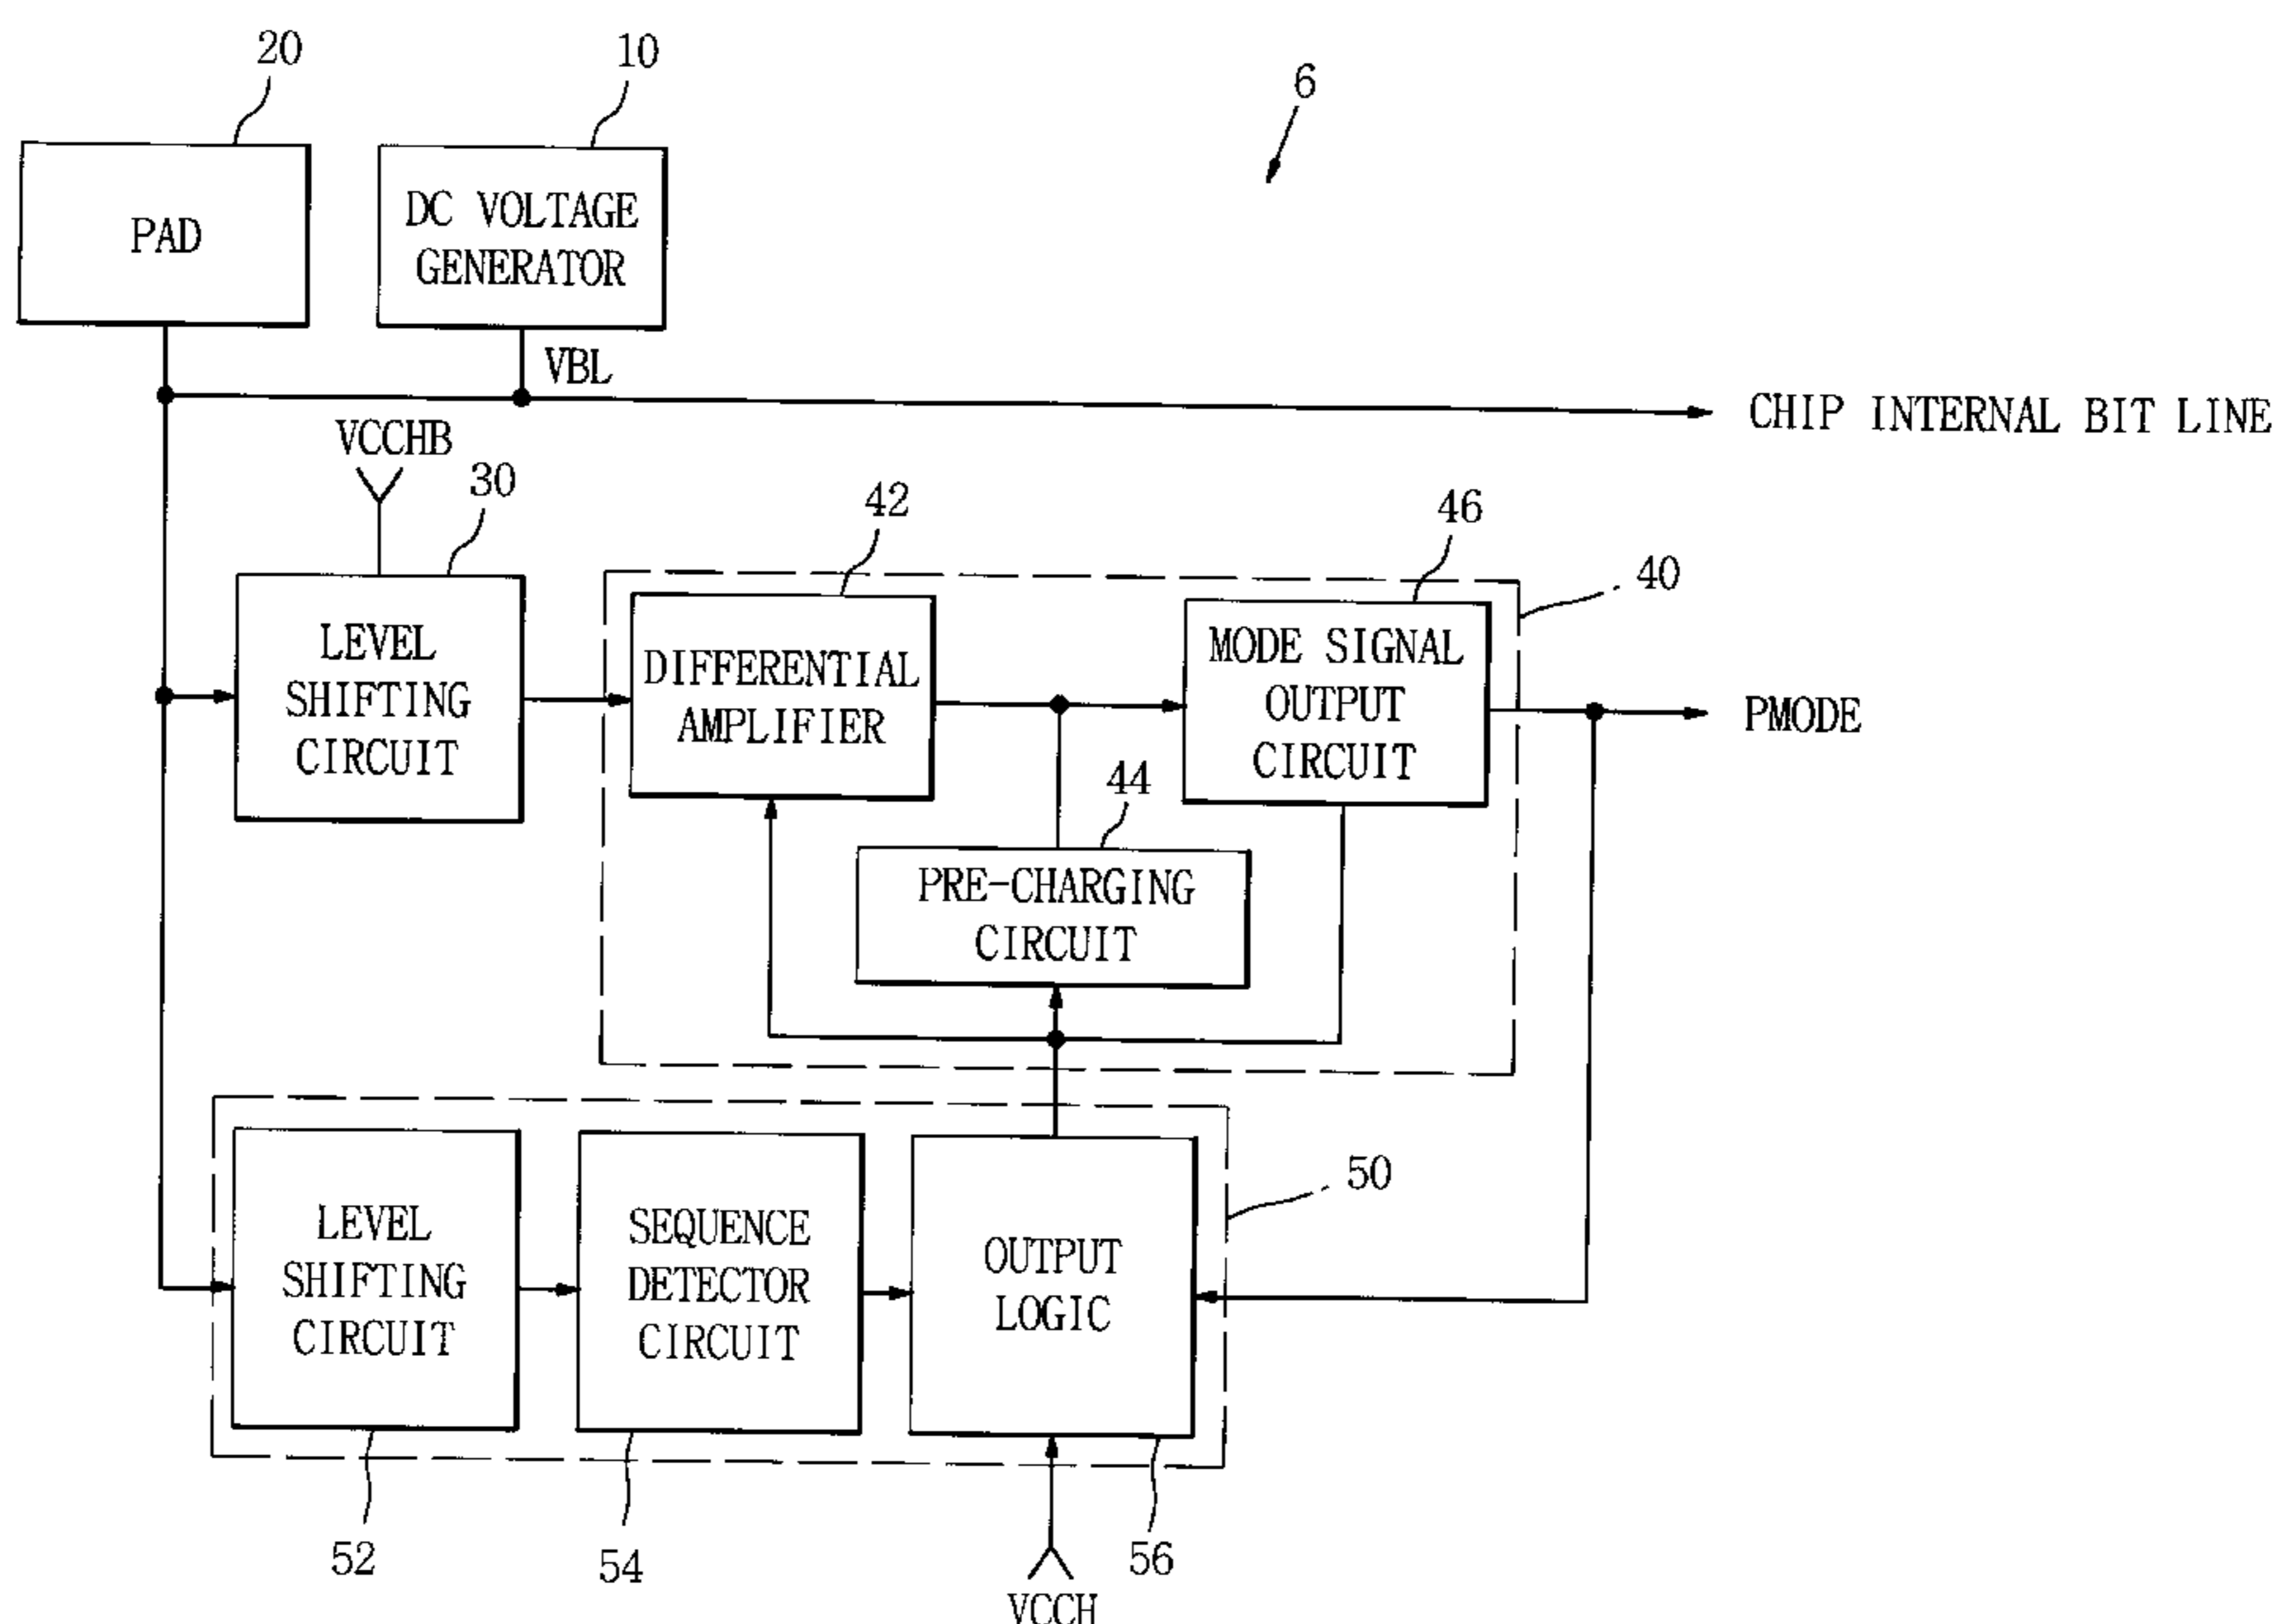 20
10
6
PAD
DC VOLTAGE
GENERATOR
VBL
CHIP INTERNAL BIT LINE
VCCHB
30
42
46
40
LEVEL
SHIFTING
CIRCUIT
DIFFERENTIAL
AMPLIFIER
MODE SIGNAL
OUTPUT
CIRCUIT
PMODE
44
PRE-CHARGING
CIRCUIT
50
LEVEL
SHIFTING
CIRCUIT
SEQUENCE
DETECTOR
CIRCUIT
OUTPUT
LOGIC
52
54
56
VCCH